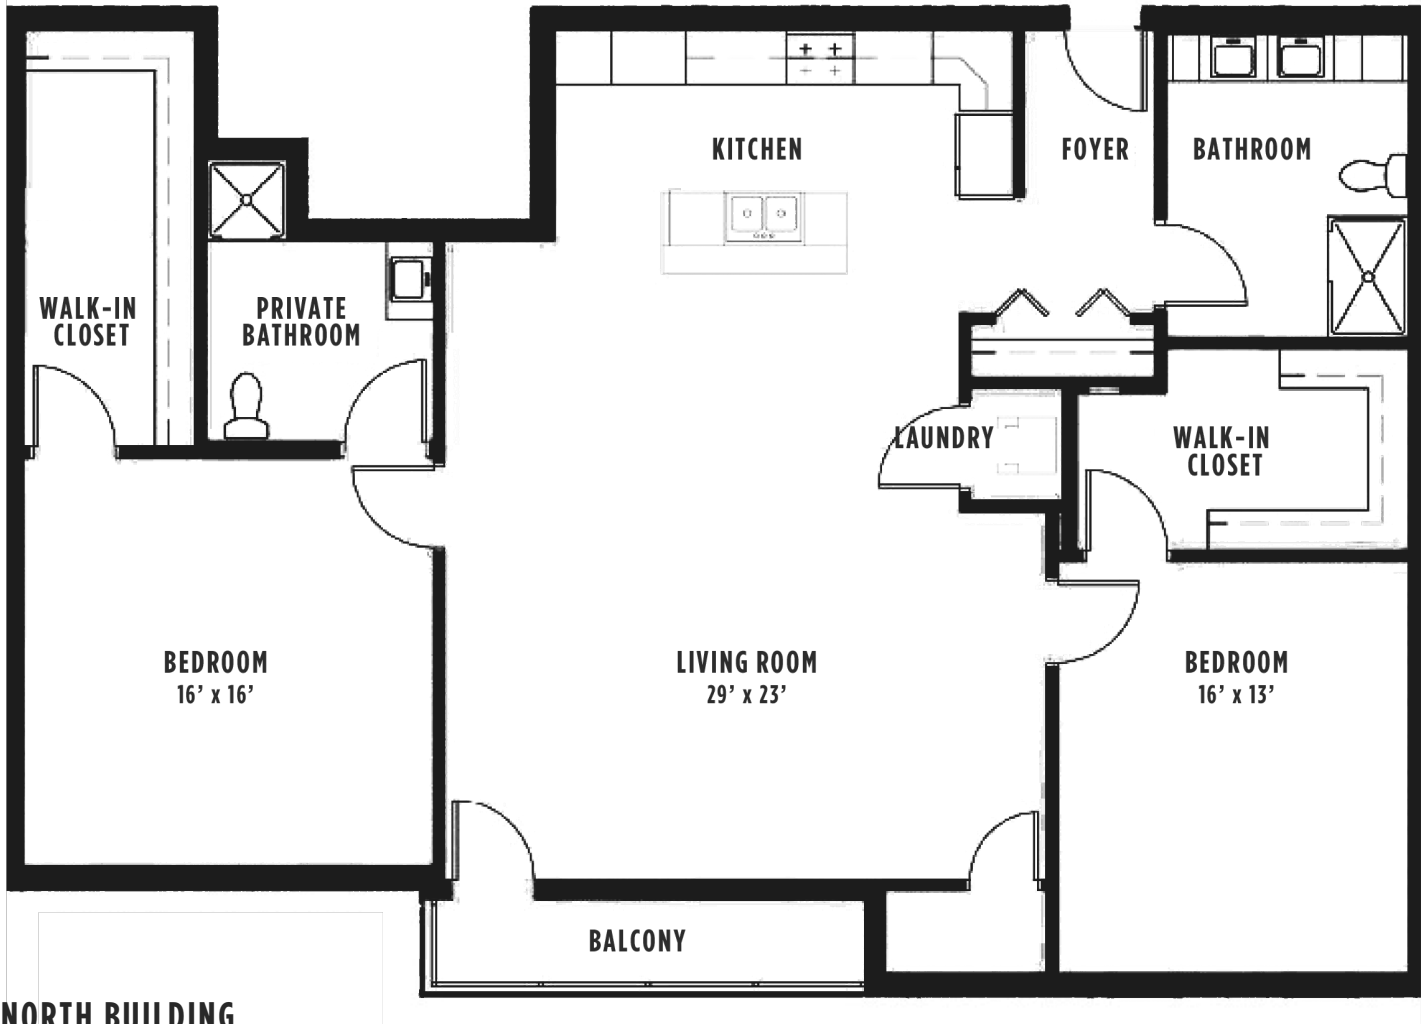 KITCHEN
FOYER
BATHROOM
WALK-IN
CLOSET
PRIVATE
BATHROOM
LAUNDRY
WALK-IN
CLOSET
BEDROOM
16’ x 16’
LIVING ROOM
29’ x 23’
BEDROOM
16’ x 13’
BALCONY
NORTH BUILDING